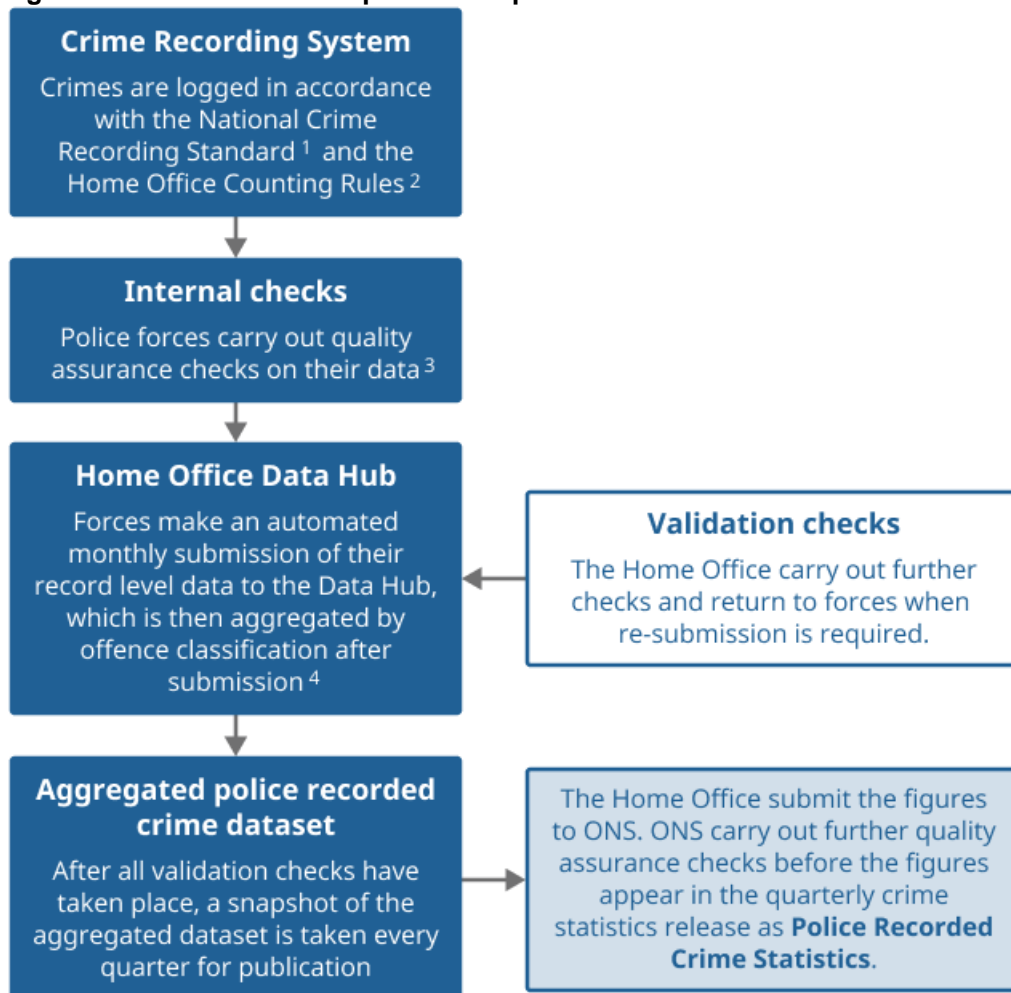 Crime Recording System
Crimes are logged in accordance
with the National Crime
Recording Standard 1 and the
Home Office Counting Rules 2
Internal checks
Police forces carry out quality
assurance checks on their data 3
Home Office Data Hub
Forces make an automated
monthly submission of their
record level data to the Data Hub,
which is then aggregated by
offence classification after
submission 4
Validation checks
The Home Office carry out further
checks and return to forces when
re-submission is required.
Aggregated police recorded
crime dataset
After all validation checks have
taken place, a snapshot of the
aggregated dataset is taken every
quarter for publication
The Home Office submit the figures
to ONS. ONS carry out further quality
assurance checks before the figures
appear in the quarterly crime
statistics release as Police Recorded
Crime Statistics.